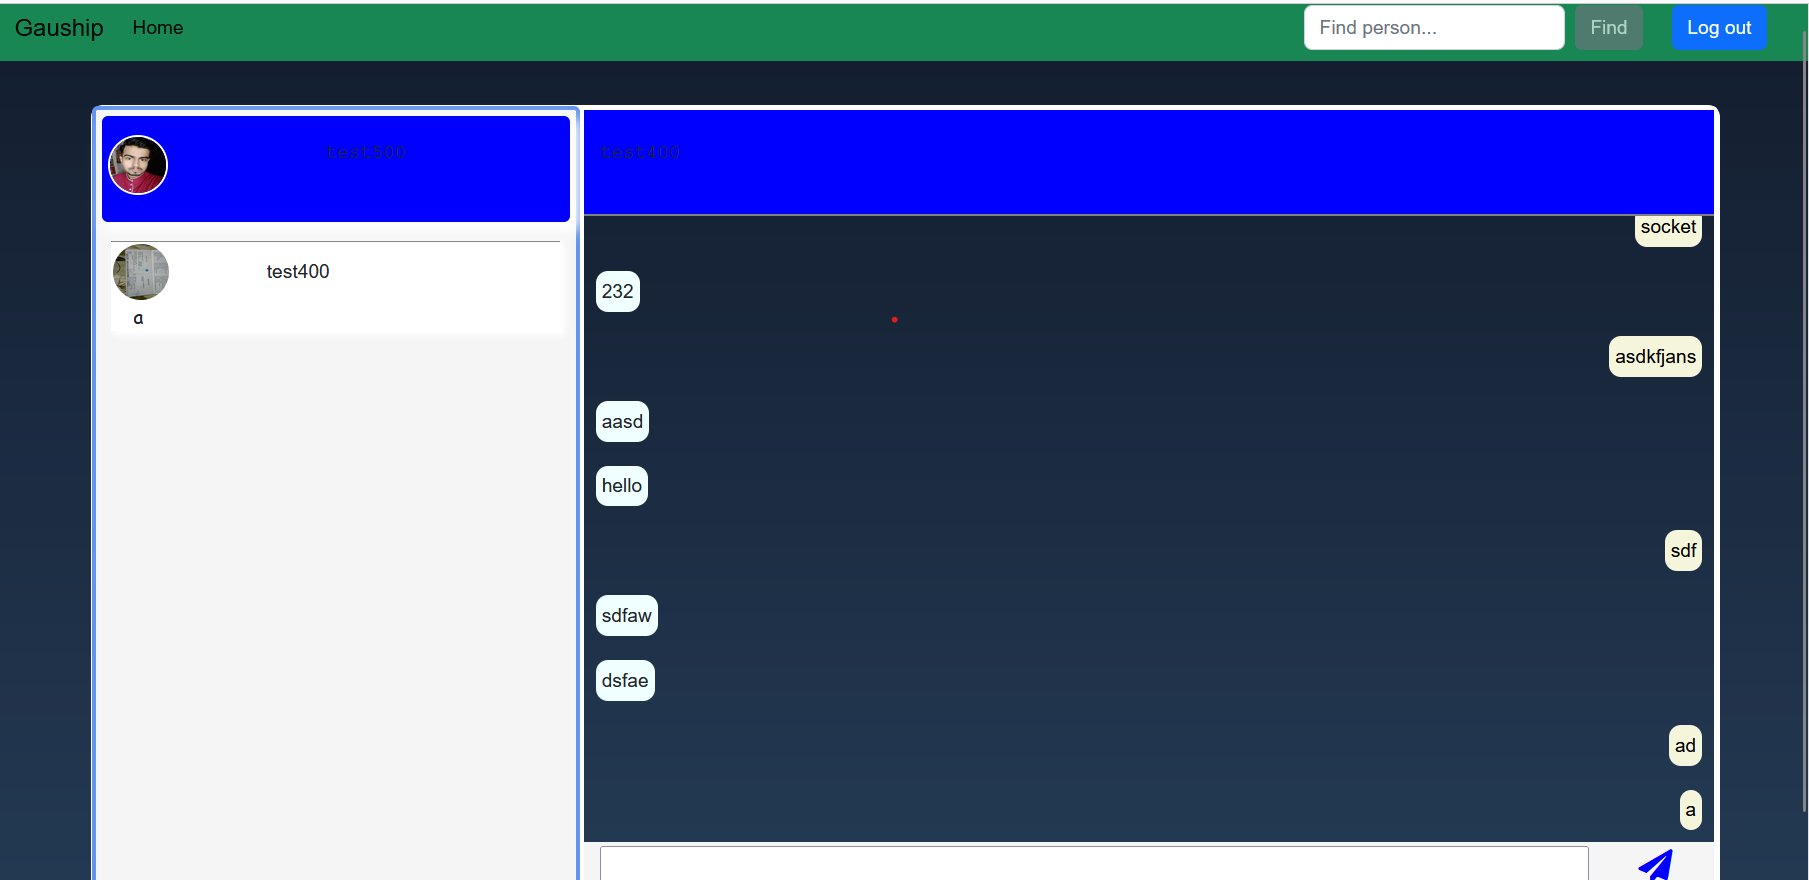 Gauship Home Find person... Find Log out
test500
test400
test400
a
socket
232
asdkfjans
aasd
hello
sdf
sdfaw
dsfae
ad
a